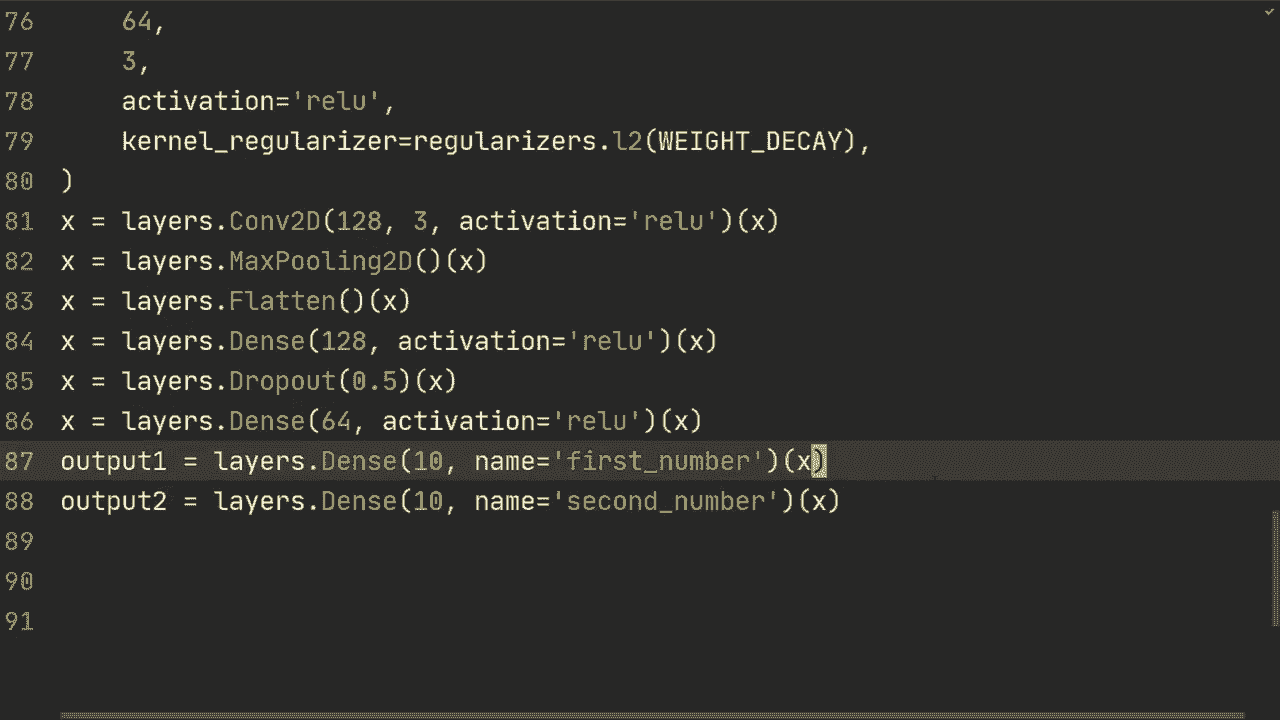 76 64,
77 3,
78 activation='relu',
79 kernel_regularizer=regularizers.l2(WEIGHT_DECAY),
80 )
81 x = layers.Conv2D(128, 3, activation='relu')(x)
82 x = layers.MaxPooling2D()(x)
83 x = layers.Flatten()(x)
84 x = layers.Dense(128, activation='relu')(x)
85 x = layers.Dropout(0.5)(x)
86 x = layers.Dense(64, activation='relu')(x)
87 output1 = layers.Dense(10, name='first_number')(x)
88 output2 = layers.Dense(10, name='second_number')(x)
89
90
91